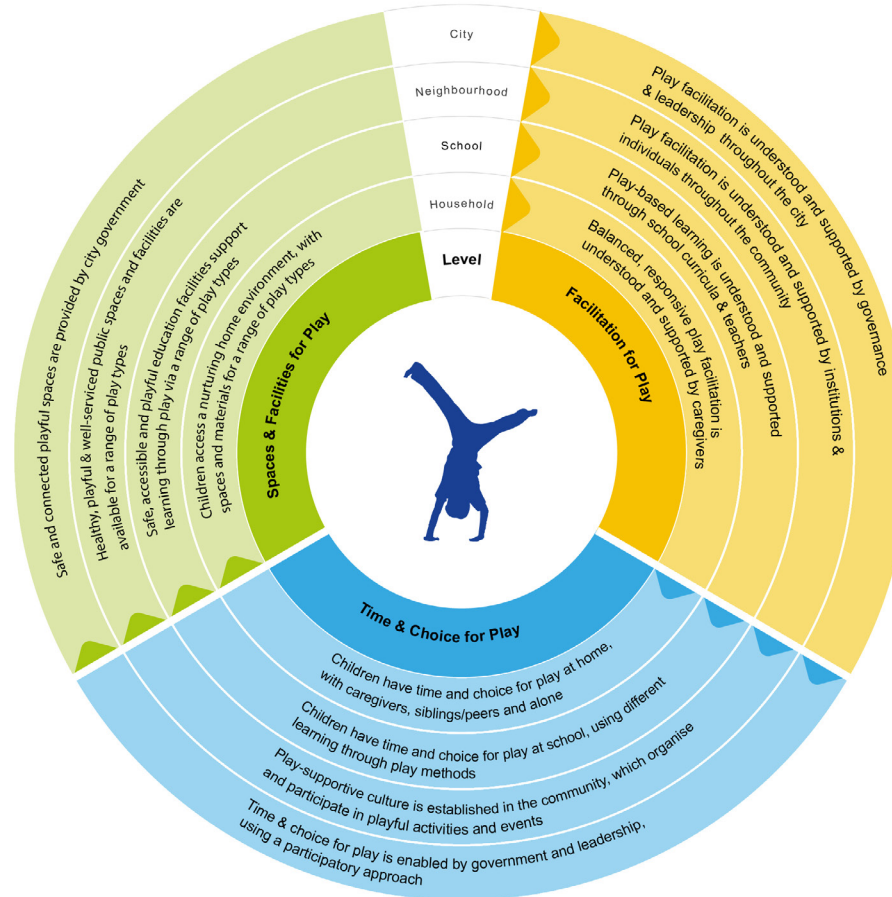 City
Neighbourhood
School
Household
Level
Facilitation for Play
Play facilitation is understood and supported by governance
& leadership throughout the city
Play facilitation is understood and supported by institutions &
individuals throughout the community
Play-based learning is understood and supported
through school curricula & teachers
Balanced, responsive play facilitation is
understood and supported by caregivers
Time & Choice for Play
Children have time and choice for play at home,
with caregivers, siblings/peers and alone
Children have time and choice for play at school, using different
learning through play methods
Play-supportive culture is established in the community, which organise
and participate in playful activities and events
Time & choice for play is enabled by government and leadership,
using a participatory approach
Spaces & Facilities for Play
Safe and connected playful spaces are provided by city government
Healthy, playful & well-serviced public spaces and facilities are
available for a range of play types
Safe, accessible and playful education facilities support
learning through play via a range of play types
Children access a nurturing home environment, with
spaces and materials for a range of play types